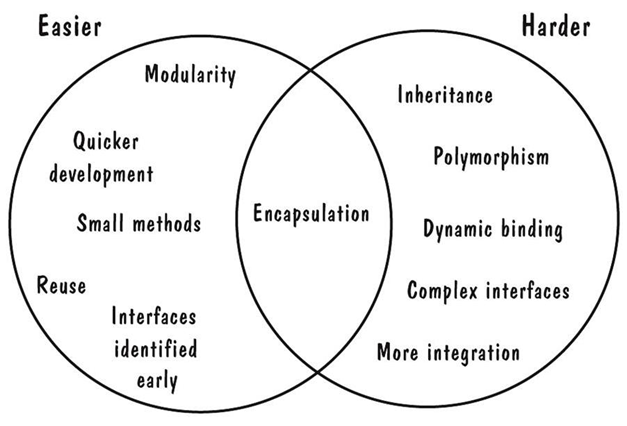 Easier
Harder
Modularity
Quicker
development
Small methods
Reuse
Interfaces
identified
early
Encapsulation
Inheritance
Polymorphism
Dynamic binding
Complex interfaces
More integration